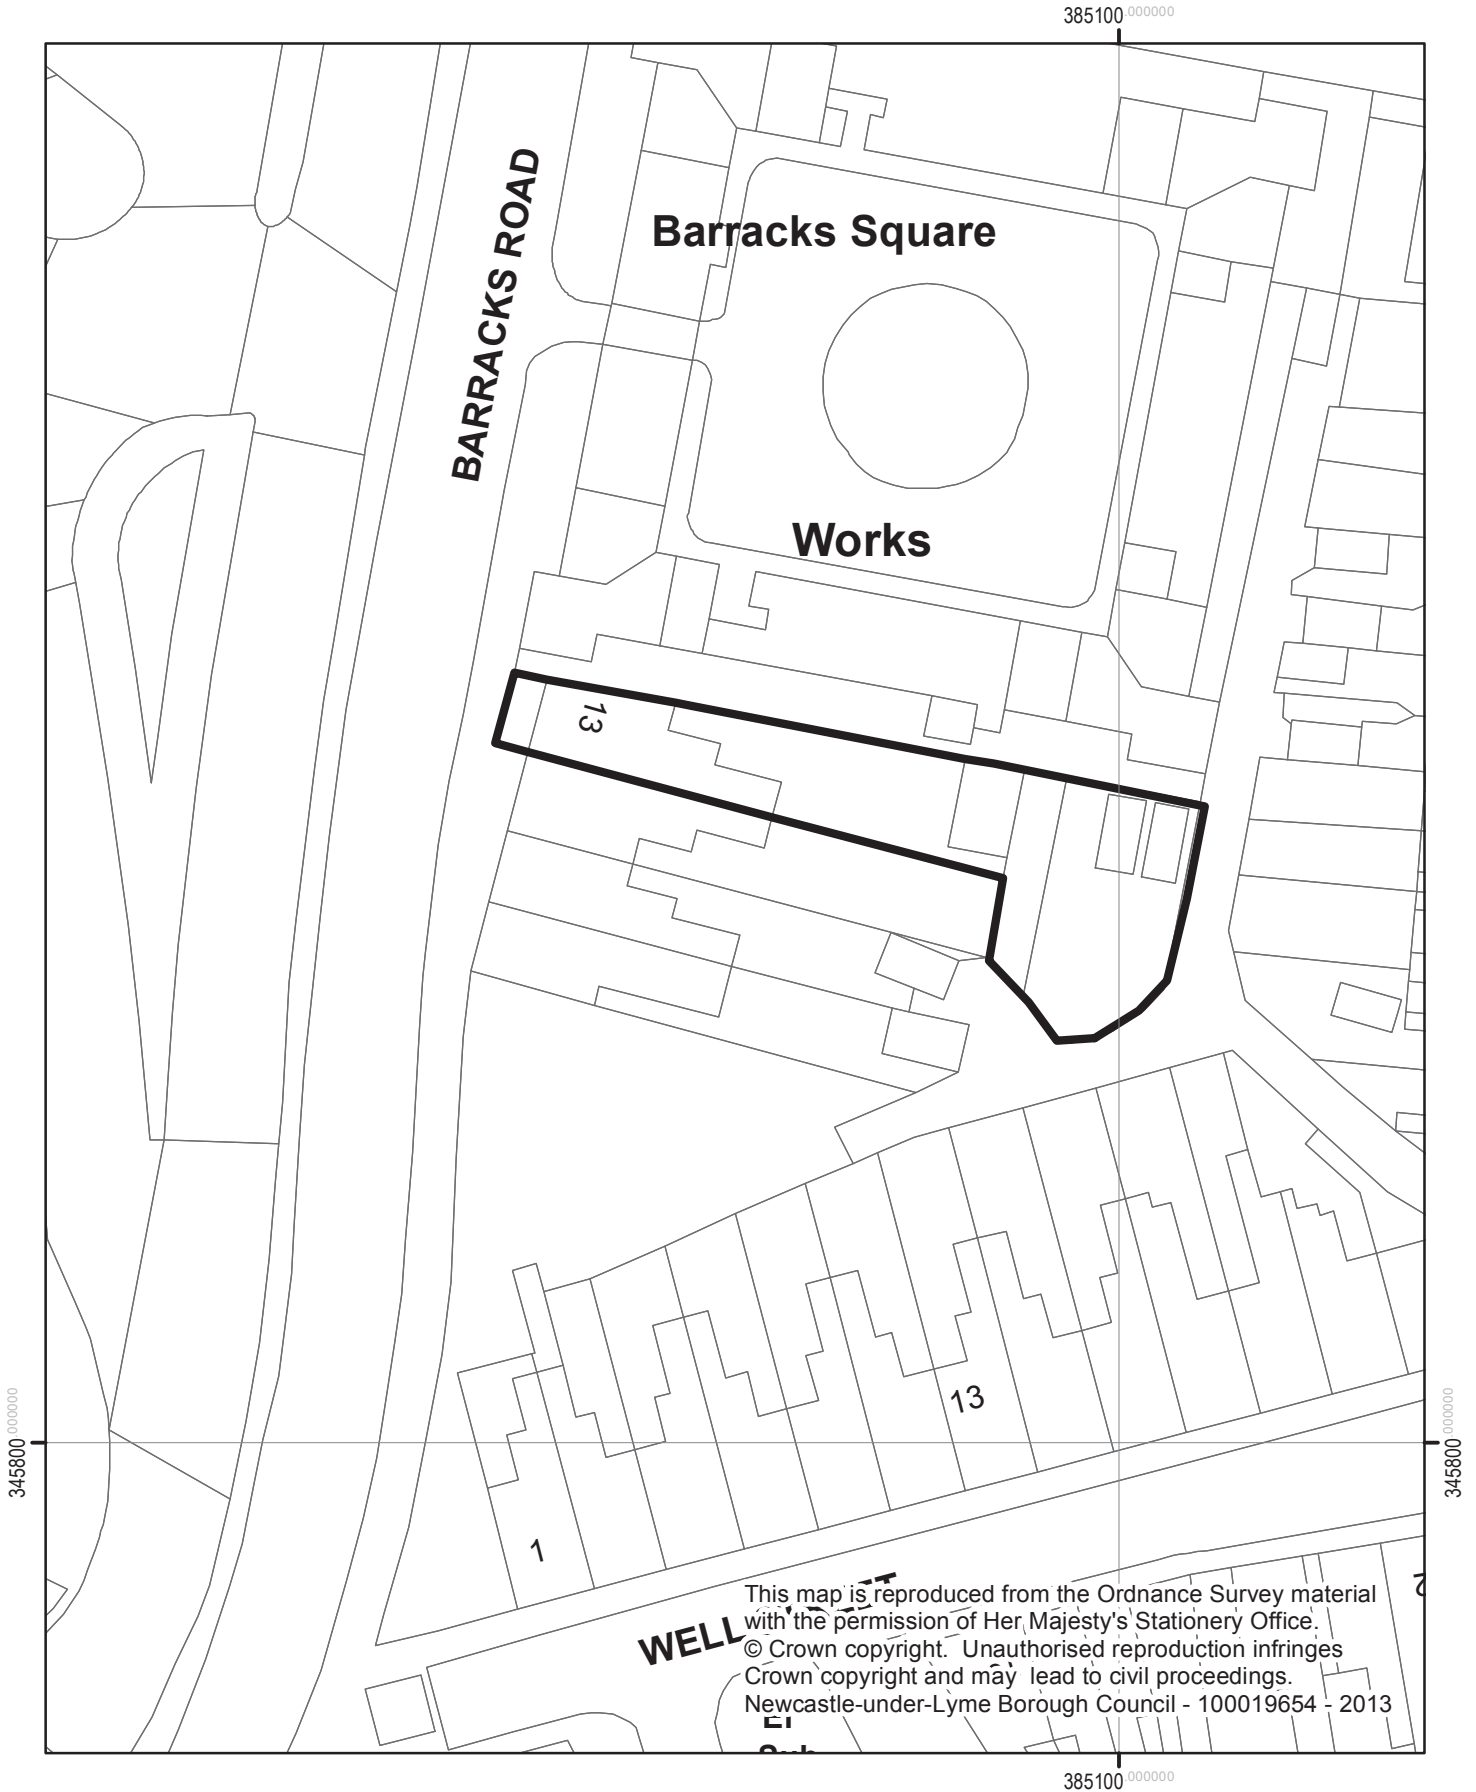 385100.000000
BARRACKS ROAD
Barracks Square
Works
13
13
345800.000000
345800.000000
1
WELL
This map is reproduced from the Ordnance Survey material
with the permission of Her Majesty's Stationery Office.
© Crown copyright.  Unauthorised reproduction infringes
Crown copyright and may  lead to civil proceedings.
Newcastle-under-Lyme Borough Council - 100019654 - 2013
El
Sub
385100.000000